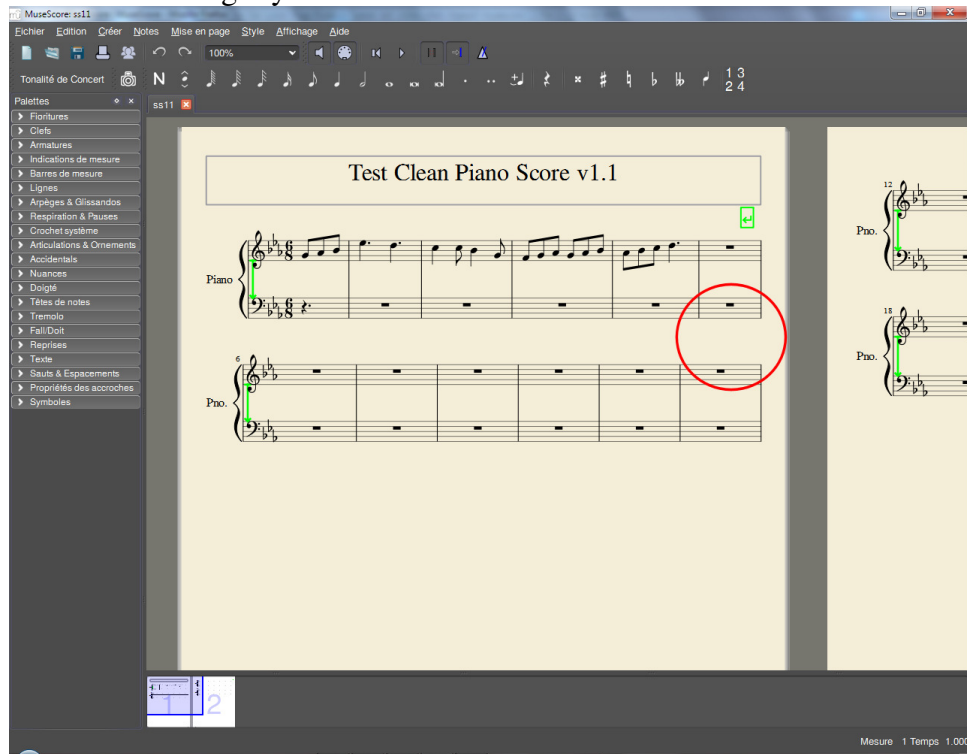 MuseScore: ss11
Fichier Edition Créer Notes Mise en page Style Affichage Aide
100%
Tonalité de Concert N 1 3
2 4
Palettes
ss11
Fioritures
Clefs
Armatures
Indications de mesure
Barres de mesure
Lignes
Arpèges & Glissandos
Respiration & Pauses
Crochet système
Articulations & Ornements
Accidentals
Nuances
Doigté
Têtes de notes
Tremolo
Fall/Doit
Reprises
Texte
Sauts & Espacements
Propriétés des accroches
Symboles
Test Clean Piano Score v1.1
6
8
Piano
6
8
6
Pno.
12
Pno.
18
Pno.
1 2
Mesure 1 Temps 1.000